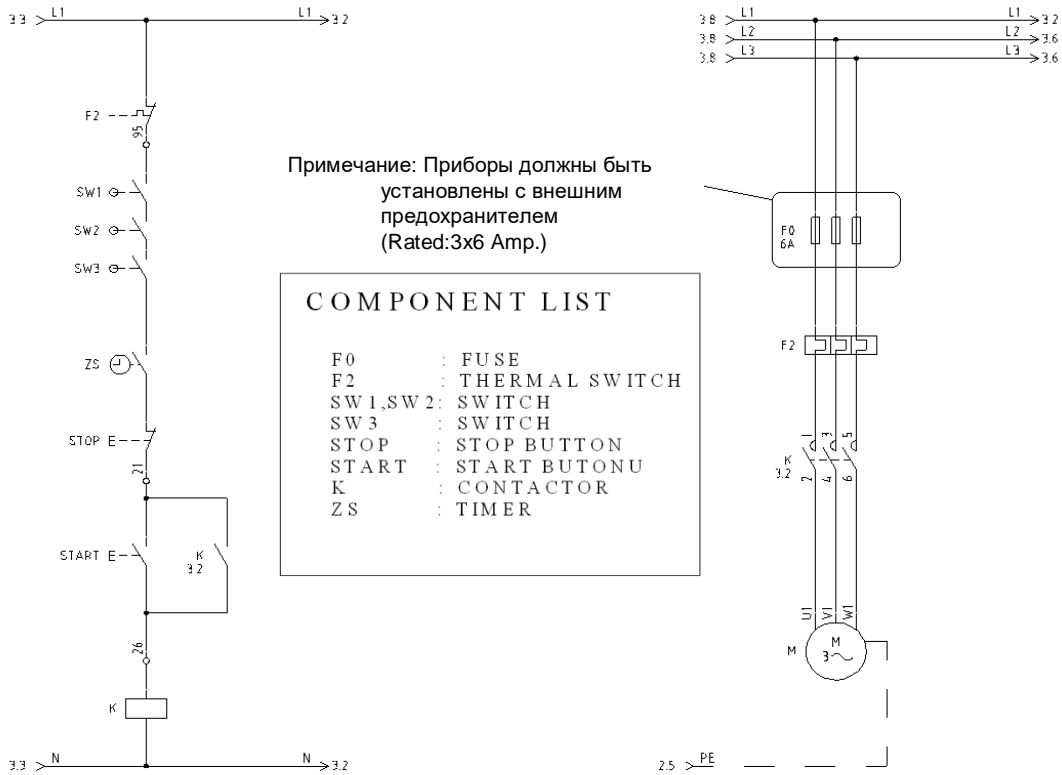 3.3 L1 L1 3.2
F2
95
SW1
SW2
SW3
ZS
STOP E
21
START E
K
3.2
26
K
3.3 N N 3.2
Примечание: Приборы должны быть
установлены с внешним
предохранителем
(Rated:3x6 Amp.)
COMPONENT LIST
F0 : FUSE
F2 : THERMAL SWITCH
SW1,SW2: SWITCH
SW3 : SWITCH
STOP : STOP BUTTON
START : START BUTONU
K : CONTACTOR
ZS : TIMER
3.8 L1 L1 3.2
3.8 L2 L2 3.6
3.8 L3 L3 3.6
F0
6A
F2
1 3 5
K
3.2
2 4 6
U1 V1 W1
M
M
3
2.5 PE